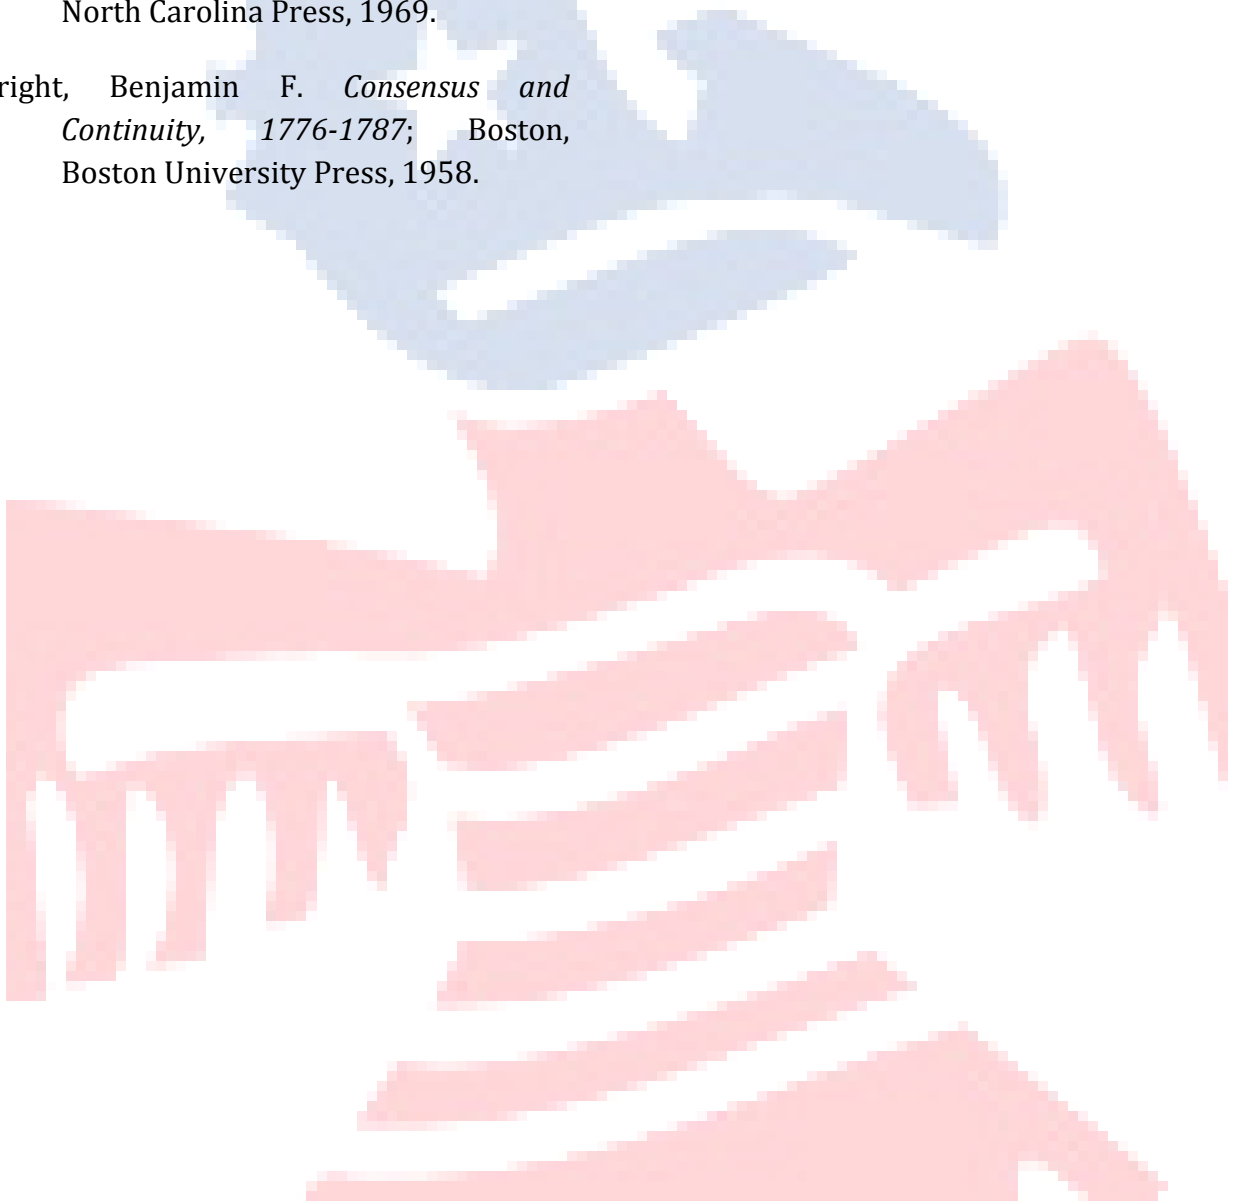 North Carolina Press, 1969.
right, Benjamin F. Consensus and
Continuity, 1776-1787; Boston,
Boston University Press, 1958.